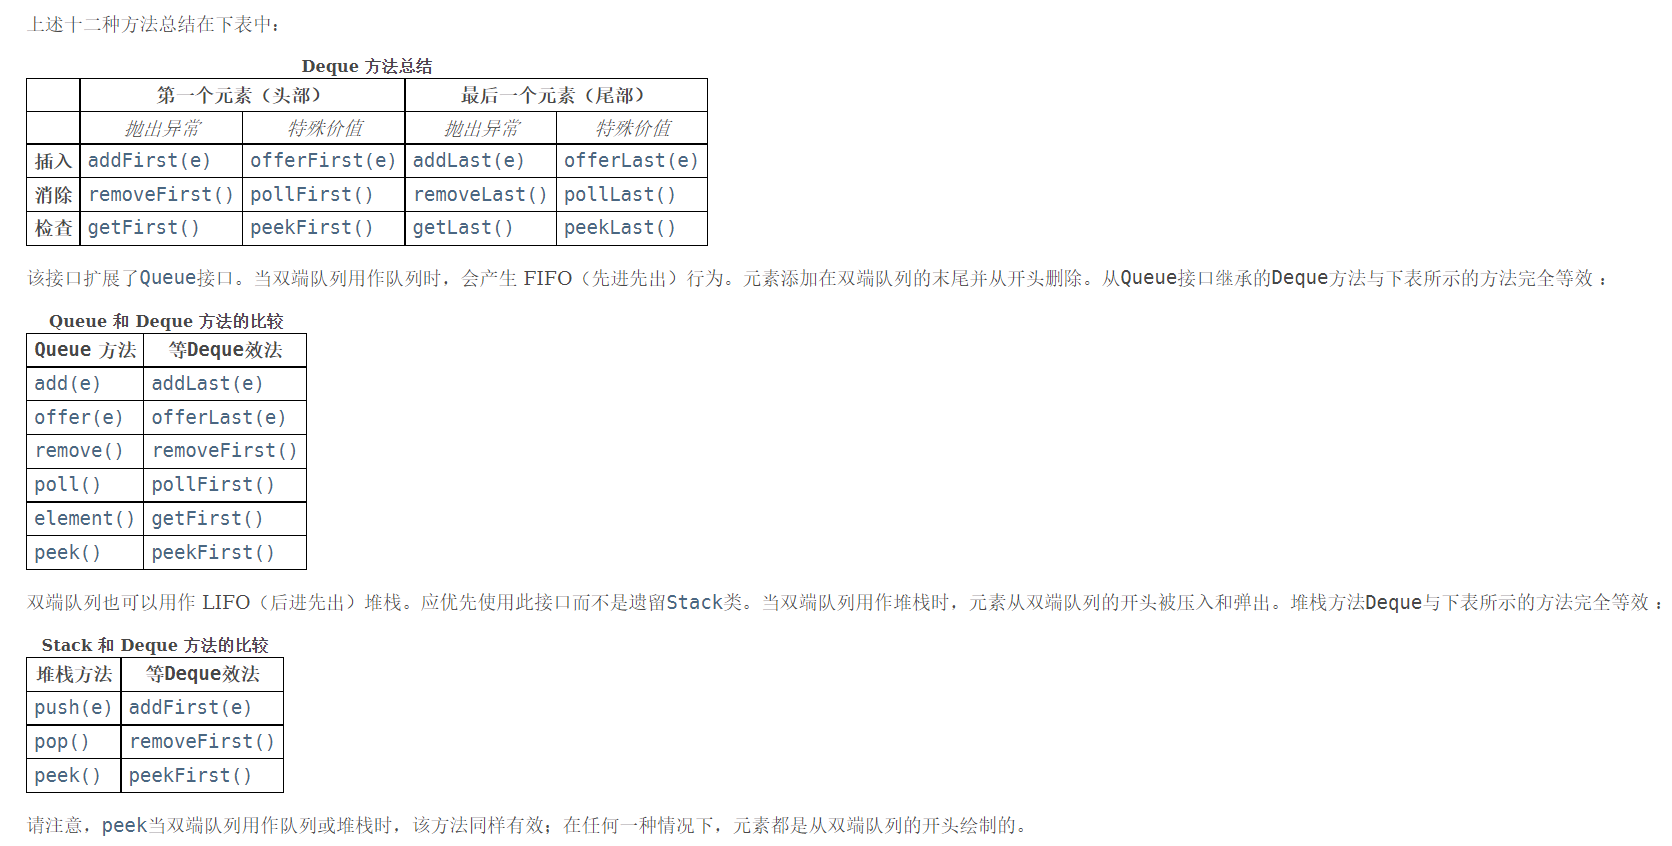 上述十二种方法总结在下表中：
Deque 方法总结
第一个元素（头部） 最后一个元素（尾部）
抛出异常 特殊价值 抛出异常 特殊价值
插入 addFirst(e) offerFirst(e) addLast(e) offerLast(e)
消除 removeFirst() pollFirst() removeLast() pollLast()
检查 getFirst() peekFirst() getLast() peekLast()
该接口扩展了Queue接口。当双端队列用作队列时，会产生 FIFO（先进先出）行为。元素添加在双端队列的末尾并从开头删除。从Queue接口继承的Deque方法与下表所示的方法完全等效 ：
Queue 和 Deque 方法的比较
Queue 方法 等Deque效法
add(e) addLast(e)
offer(e) offerLast(e)
remove() removeFirst()
poll() pollFirst()
element() getFirst()
peek() peekFirst()
双端队列也可以用作 LIFO（后进先出）堆栈。应优先使用此接口而不是遗留Stack类。当双端队列用作堆栈时，元素从双端队列的开头被压入和弹出。堆栈方法Deque与下表所示的方法完全等效 ：
Stack 和 Deque 方法的比较
堆栈方法 等Deque效法
push(e) addFirst(e)
pop() removeFirst()
peek() peekFirst()
请注意，peek当双端队列用作队列或堆栈时，该方法同样有效；在任何一种情况下，元素都是从双端队列的开头绘制的。